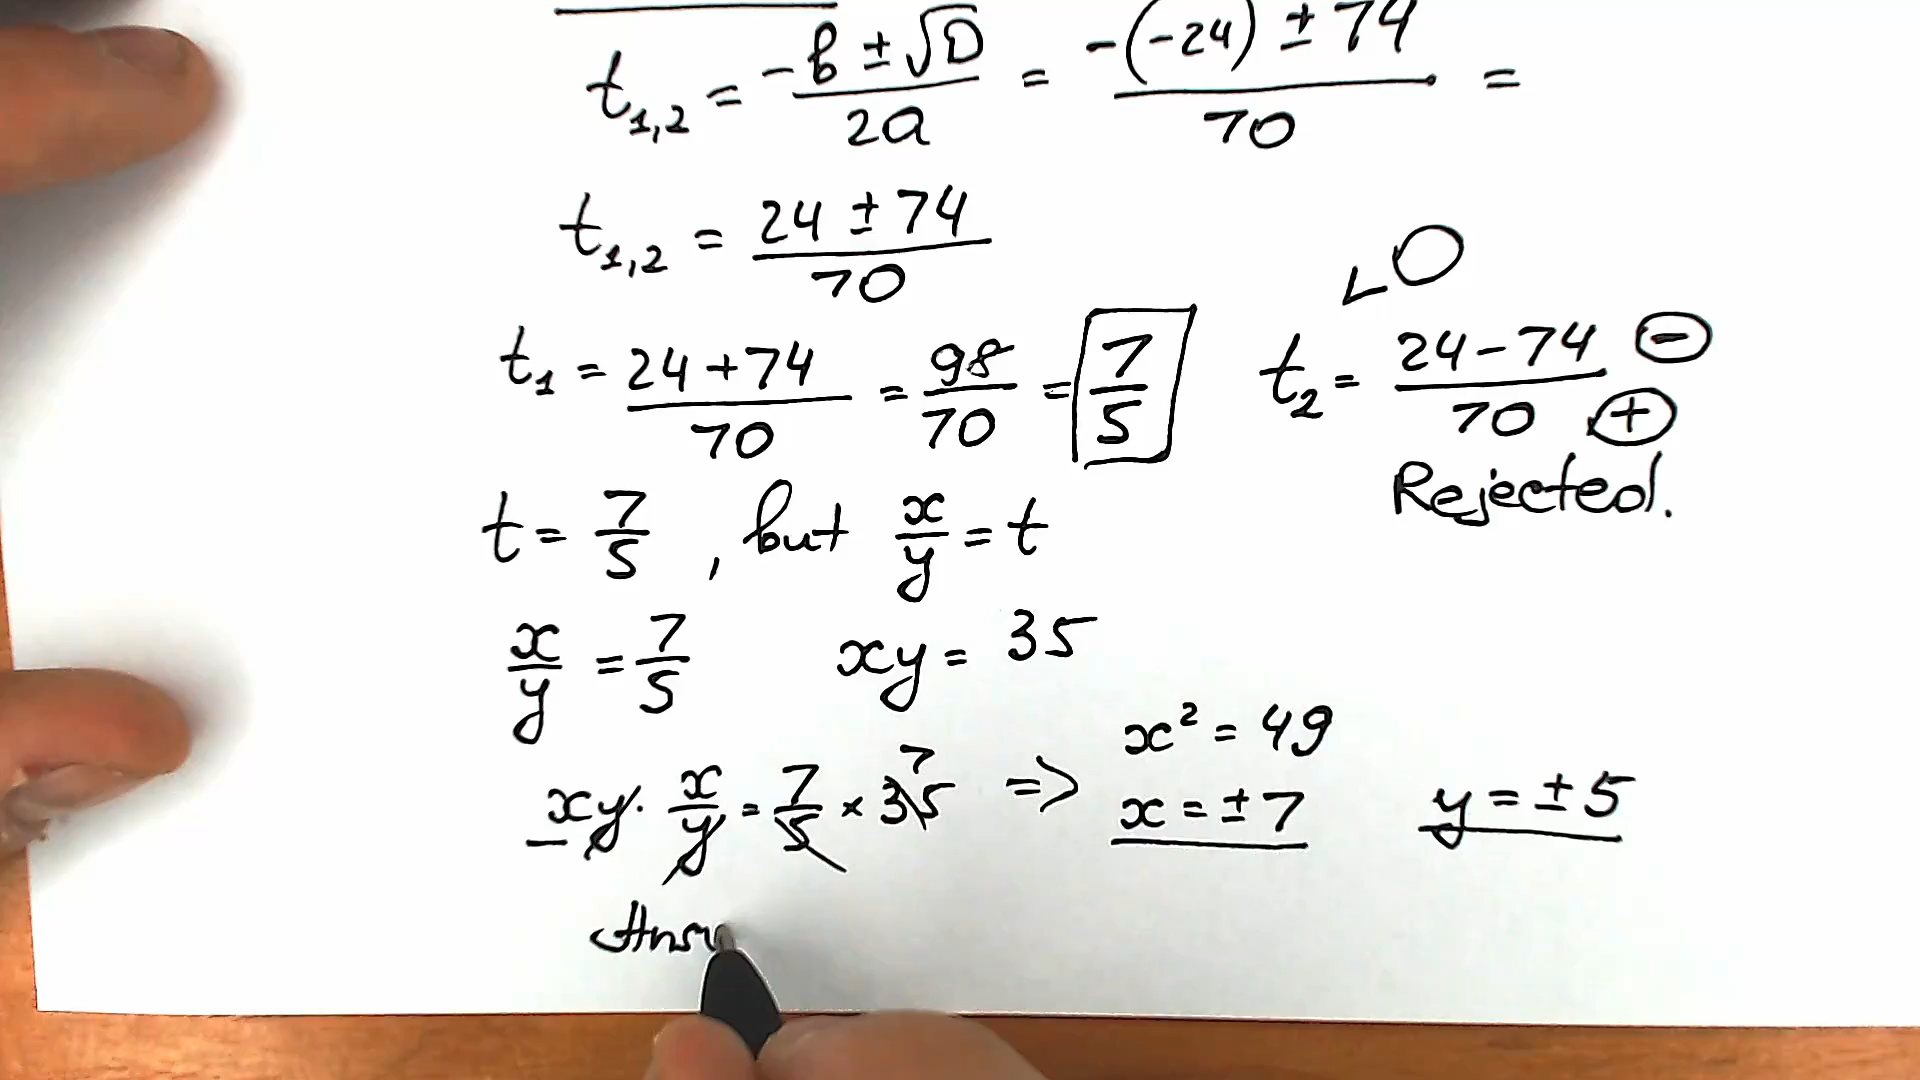 t₁,₂ = (-b ± √D)/(2a) = (-(-24) ± 74)/70 =
t₁,₂ = (24 ± 74)/70
t₁ = (24 + 74)/70 = 98/70 = 7/5
<0
t₂ = (24 - 74)/70 ⊖ ⊕
Rejected.
t = 7/5 , but x/y = t
x/y = 7/5 xy = 35
xy · x/y = 7/5 × 35 7 => x² = 49
x = ±7 y = ±5
Answ